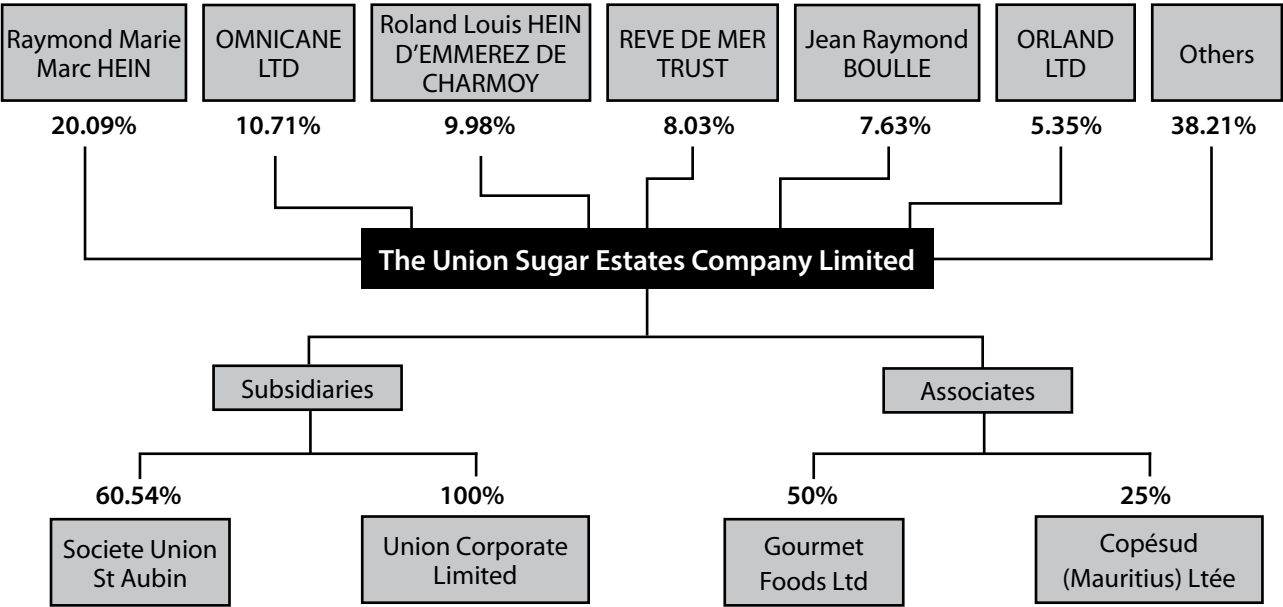 Raymond Marie
Marc HEIN
OMNICANE
LTD
Roland Louis HEIN
D'EMMEREZ DE
CHARMOY
REVE DE MER
TRUST
Jean Raymond
BOULLE
ORLAND
LTD
Others
20.09%
10.71%
9.98%
8.03%
7.63%
5.35%
38.21%
The Union Sugar Estates Company Limited
Subsidiaries
Associates
60.54%
100%
50%
25%
Societe Union
St Aubin
Union Corporate
Limited
Gourmet
Foods Ltd
Copésud
(Mauritius) Ltée